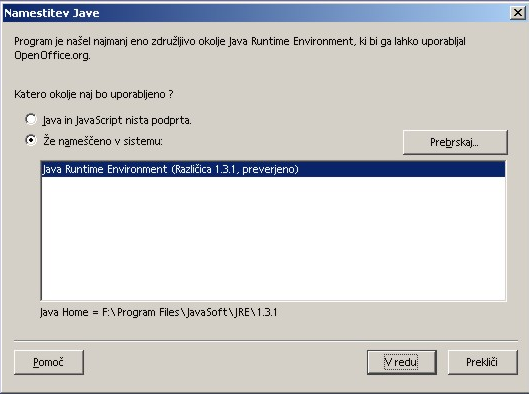 Namestitev Jave
Program je našel najmanj eno združljivo okolje Java Runtime Environment, ki bi ga lahko uporabljal
OpenOffice.org.
Katero okolje naj bo uporabljeno ?
Java in JavaScript nista podprta.
Že nameščeno v sistemu:
Prebrskaj...
Java Runtime Environment (Različica 1.3.1, preverjeno)
Java Home = F:\Program Files\JavaSoft\JRE\1.3.1
Pomoč
V redu
Prekliči